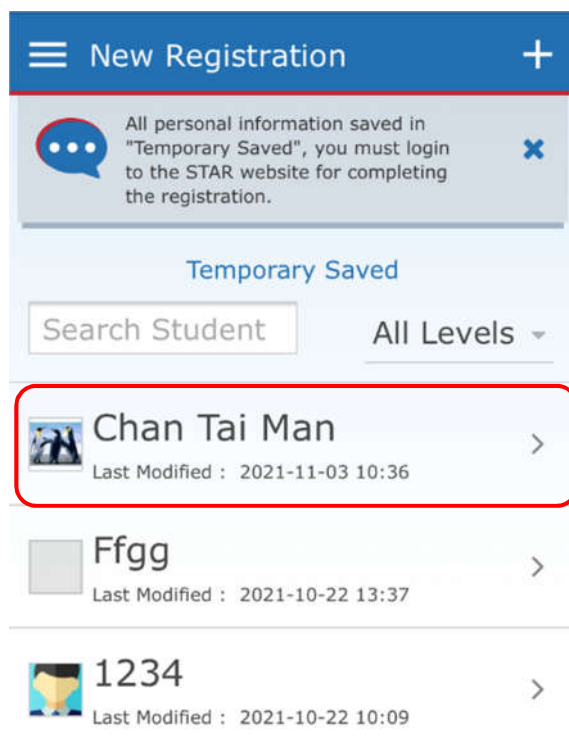 New Registration
All personal information saved in
"Temporary Saved", you must login
to the STAR website for completing
the registration.
Temporary Saved
Search Student
All Levels
Chan Tai Man
Last Modified : 2021-11-03 10:36
Ffgg
Last Modified : 2021-10-22 13:37
1234
Last Modified : 2021-10-22 10:09